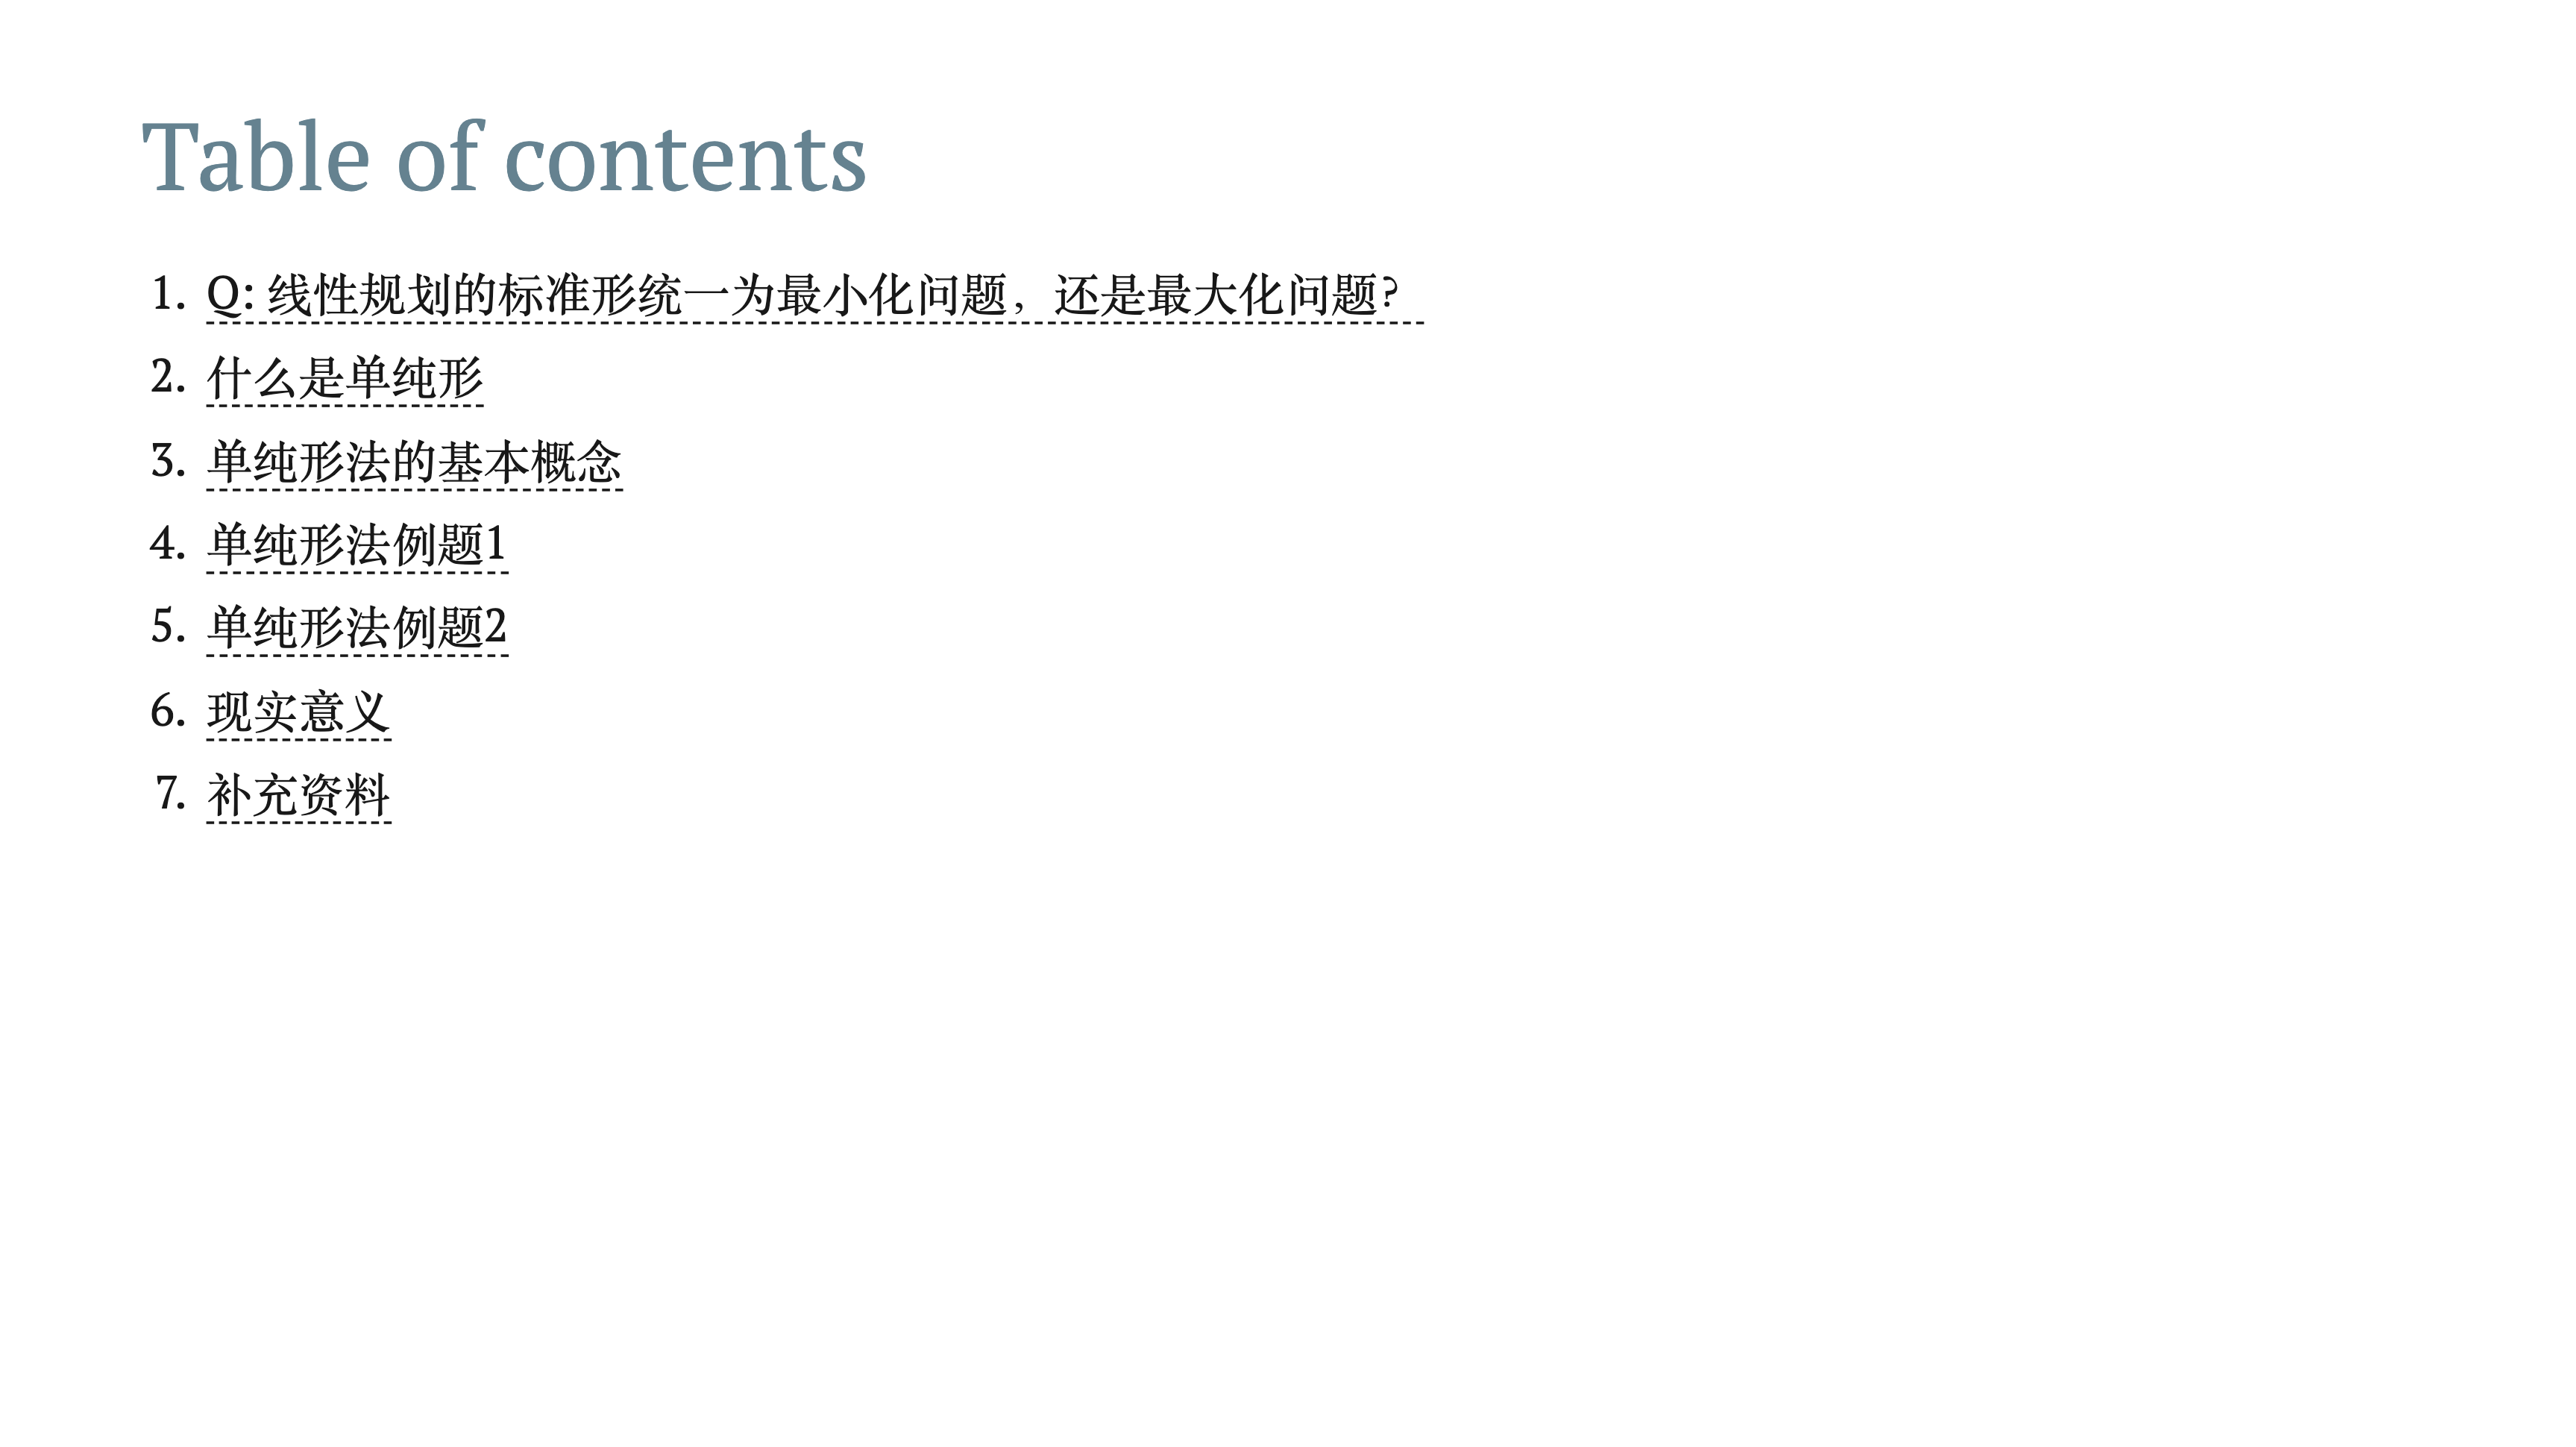 Table of contents
1. Q: 线性规划的标准形统一为最小化问题，还是最大化问题？
2. 什么是单纯形
3. 单纯形法的基本概念
4. 单纯形法例题1
5. 单纯形法例题2
6. 现实意义
7. 补充资料